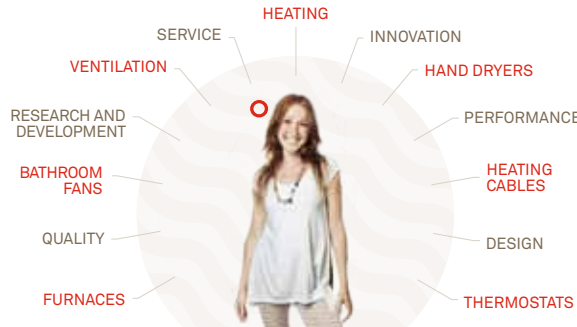 HEATING
SERVICE
INNOVATION
VENTILATION
HAND DRYERS
RESEARCH AND
DEVELOPMENT
PERFORMANCE
BATHROOM
FANS
HEATING
CABLES
QUALITY
DESIGN
FURNACES
THERMOSTATS